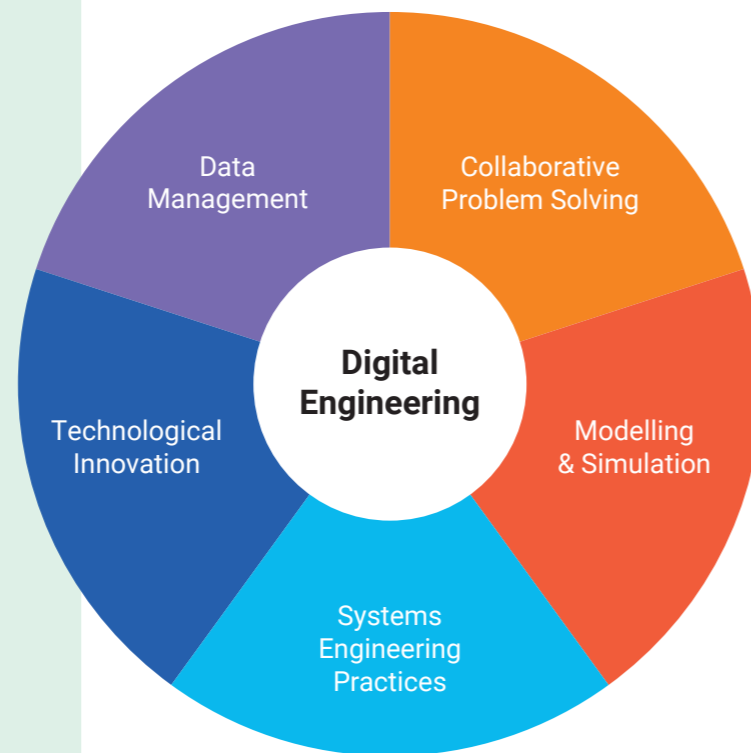 Data
Management
Collaborative
Problem Solving
Digital
Engineering
Technological
Innovation
Modelling
& Simulation
Systems
Engineering
Practices